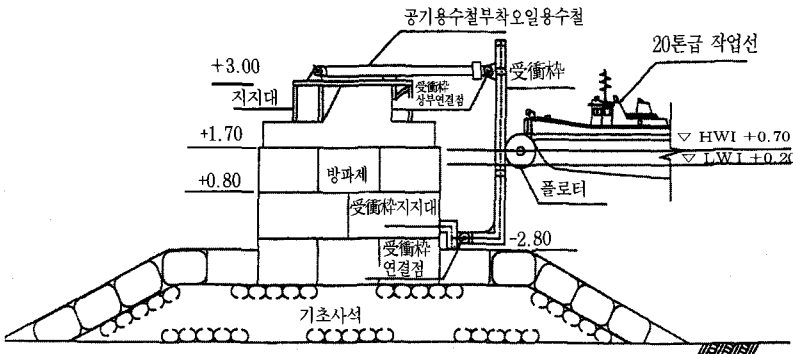 공기용수철부착오일용수철
20톤급 작업선
+3.00
受衝枠
受衝枠
상부연결점
지지대
+1.70
▽ HWI +0.70
▽ LWI +0.20
방파제
+0.80
플로터
受衝枠지지대
-2.80
受衝枠
연결점
기초사석